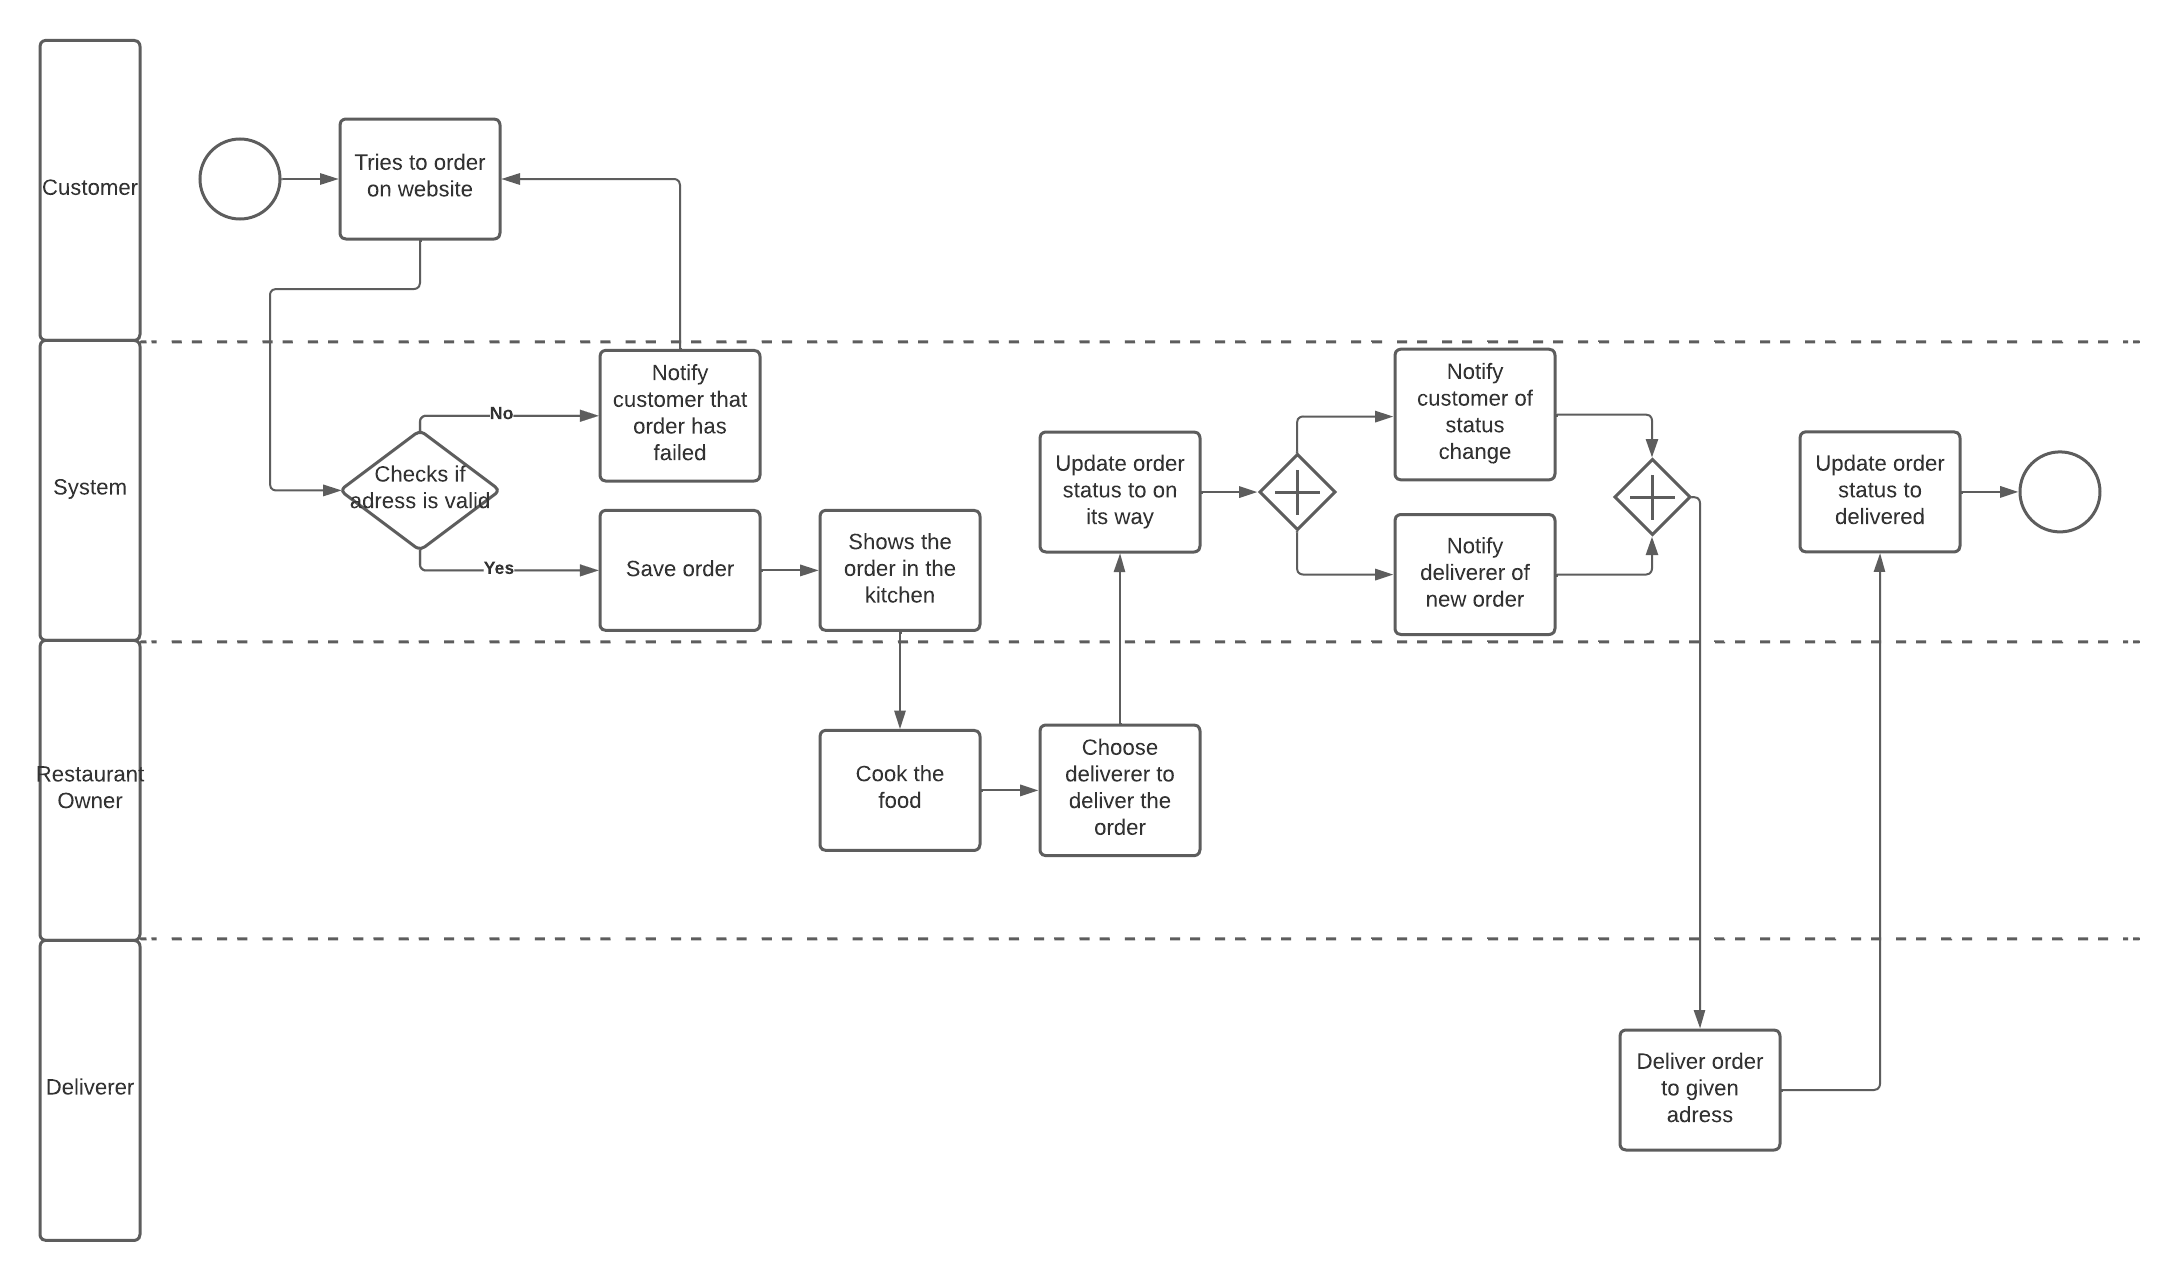 Customer
Tries to order
on website
System
Checks if
adress is valid
No
Yes
Notify
customer that
order has
failed
Save order
Shows the
order in the
kitchen
Update order
status to on
its way
Notify
customer of
status
change
Notify
deliverer of
new order
Update order
status to
delivered
Restaurant
Owner
Cook the
food
Choose
deliverer to
deliver the
order
Deliverer
Deliver order
to given
adress